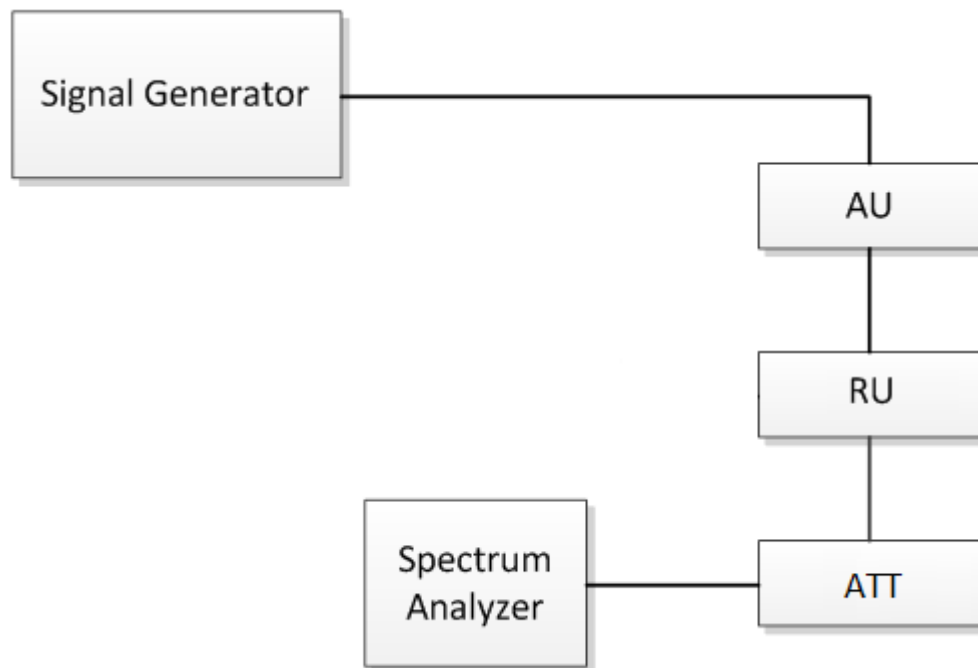 Signal Generator
AU
RU
ATT
Spectrum
Analyzer